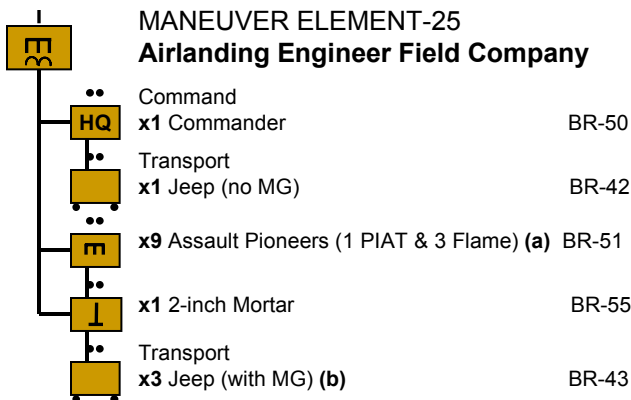 MANEUVER ELEMENT-25
Airlanding Engineer Field Company
Command
HQ x1 Commander BR-50
Transport
x1 Jeep (no MG) BR-42
x9 Assault Pioneers (1 PIAT & 3 Flame) (a) BR-51
x1 2-inch Mortar BR-55
Transport
x3 Jeep (with MG) (b) BR-43